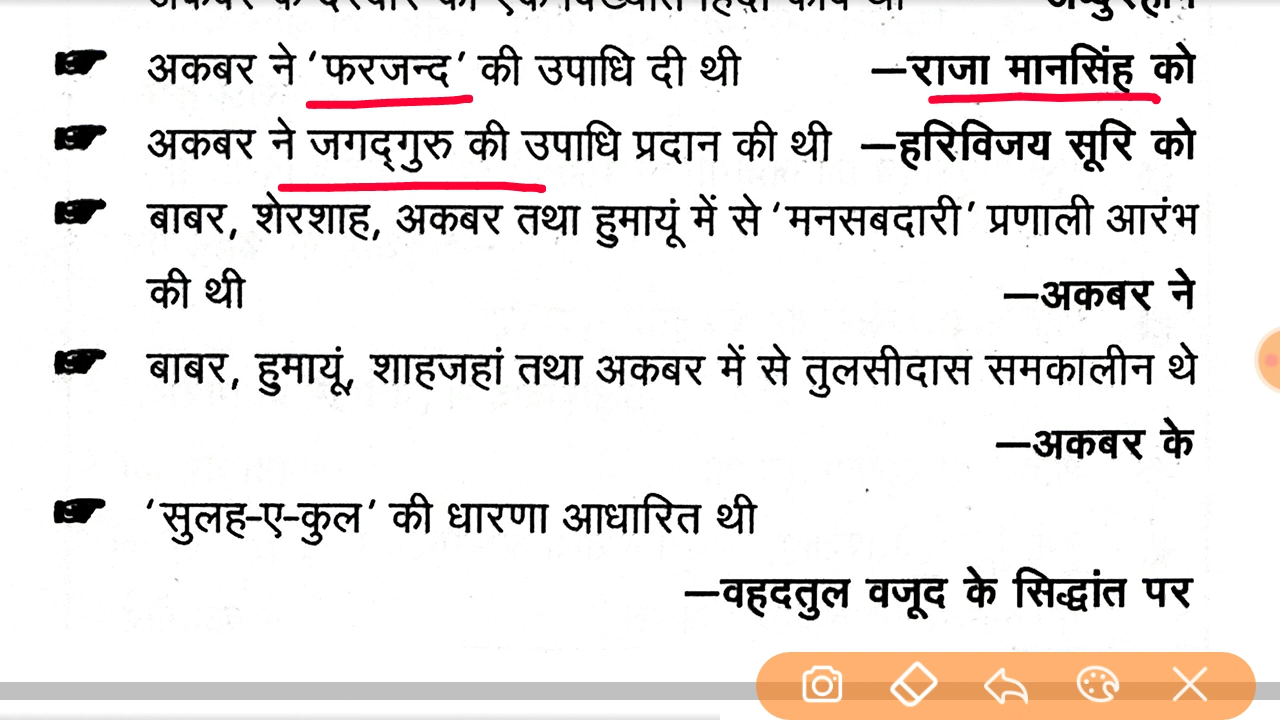 अकबर ने ‘फरजन्द’ की उपाधि दी थी —राजा मानसिंह को
अकबर ने जगद्गुरु की उपाधि प्रदान की थी —हरिविजय सूरि को
बाबर, शेरशाह, अकबर तथा हुमायूं में से ‘मनसबदारी’ प्रणाली आरंभ
की थी —अकबर ने
बाबर, हुमायूं, शाहजहां तथा अकबर में से तुलसीदास समकालीन थे
—अकबर के
‘सुलह-ए-कुल’ की धारणा आधारित थी
—वहदतुल वजूद के सिद्धांत पर